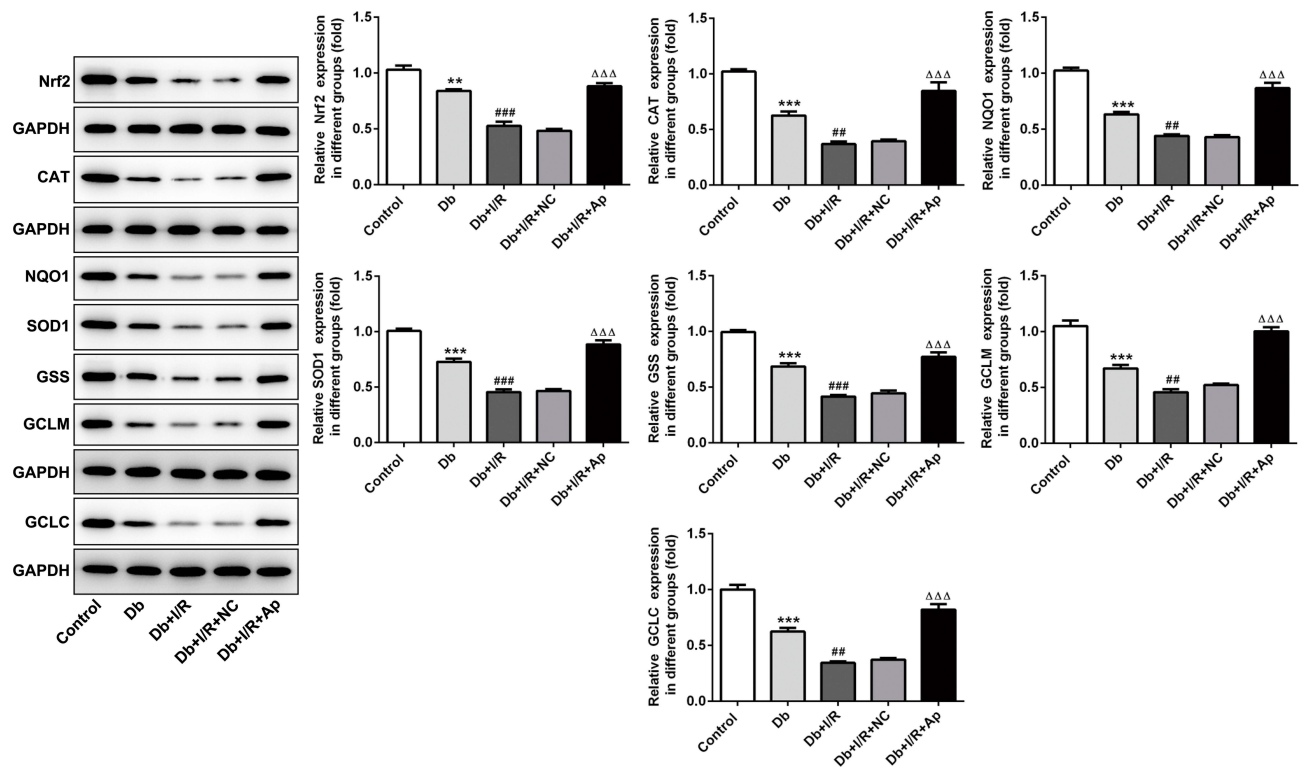 Nrf2
GAPDH
CAT
GAPDH
NQO1
SOD1
GSS
GCLM
GAPDH
GCLC
GAPDH
Control
Db
Db+I/R
Db+I/R+NC
Db+I/R+Ap
Relative Nrf2 expression
in different groups (fold)
1.5
1.0
0.5
0.0
**
###
ΔΔΔ
Control
Db
Db+I/R
Db+I/R+NC
Db+I/R+Ap
Relative CAT expression
in different groups (fold)
1.5
1.0
0.5
0.0
***
##
ΔΔΔ
Control
Db
Db+I/R
Db+I/R+NC
Db+I/R+Ap
Relative NQO1 expression
in different groups (fold)
1.5
1.0
0.5
0.0
***
##
ΔΔΔ
Control
Db
Db+I/R
Db+I/R+NC
Db+I/R+Ap
Relative SOD1 expression
in different groups (fold)
1.5
1.0
0.5
0.0
***
###
ΔΔΔ
Control
Db
Db+I/R
Db+I/R+NC
Db+I/R+Ap
Relative GSS expression
in different groups (fold)
1.5
1.0
0.5
0.0
***
###
ΔΔΔ
Control
Db
Db+I/R
Db+I/R+NC
Db+I/R+Ap
Relative GCLM expression
in different groups (fold)
1.5
1.0
0.5
0.0
***
##
ΔΔΔ
Control
Db
Db+I/R
Db+I/R+NC
Db+I/R+Ap
Relative GCLC expression
in different groups (fold)
1.5
1.0
0.5
0.0
***
##
ΔΔΔ
Control
Db
Db+I/R
Db+I/R+NC
Db+I/R+Ap